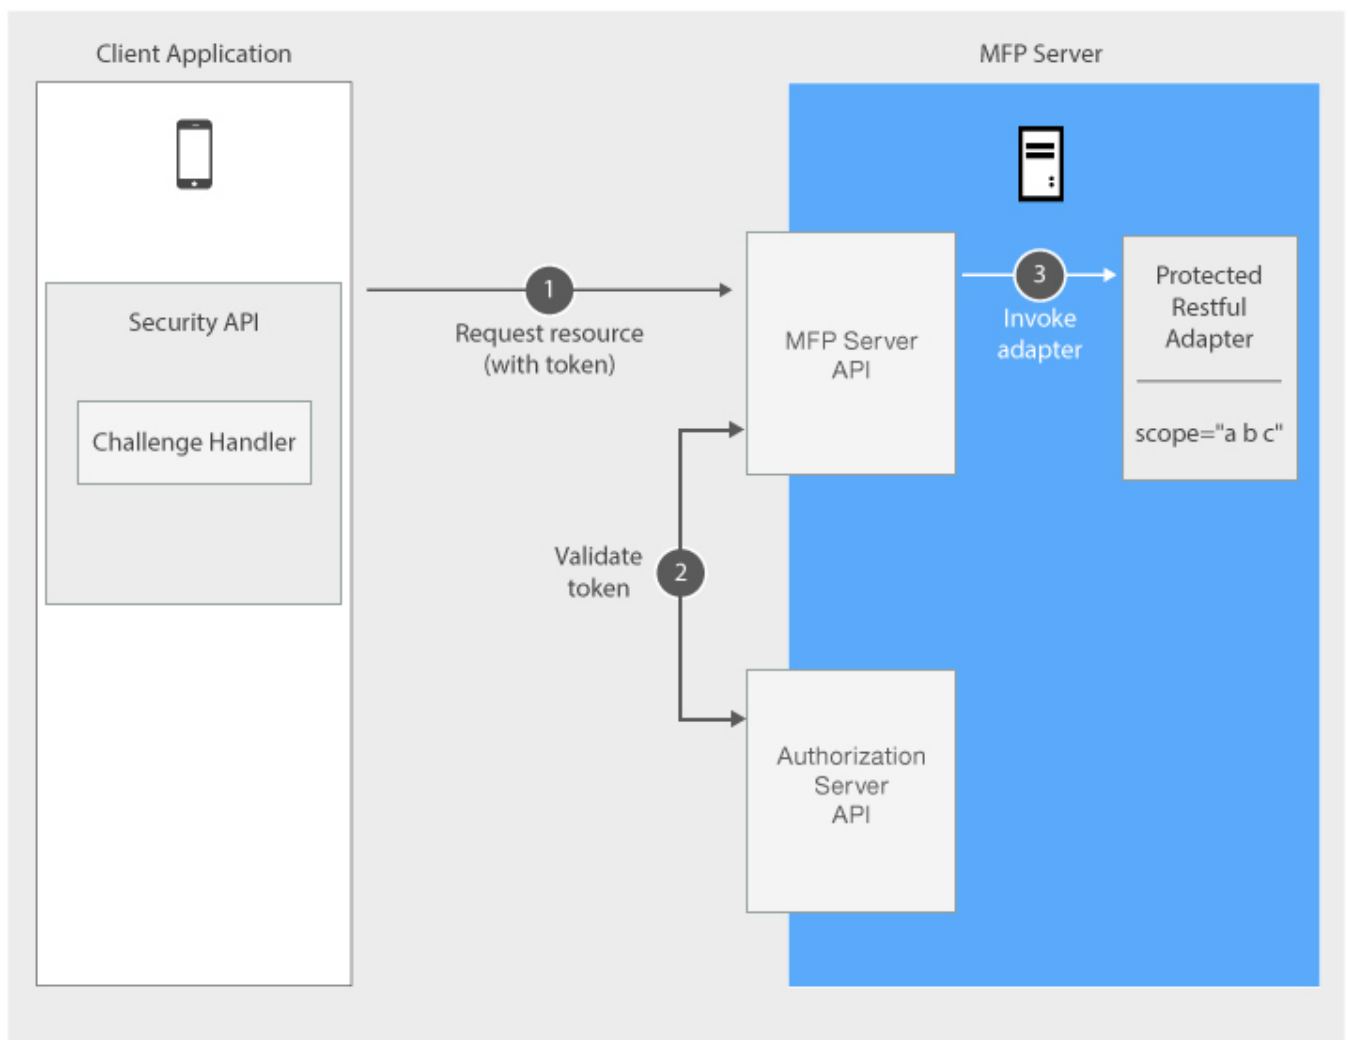 Client Application
MFP Server
Security API
Challenge Handler
1
Request resource
(with token)
MFP Server
API
3
Invoke
adapter
Protected
Restful
Adapter
scope="a b c"
Validate
token
2
Authorization
Server
API